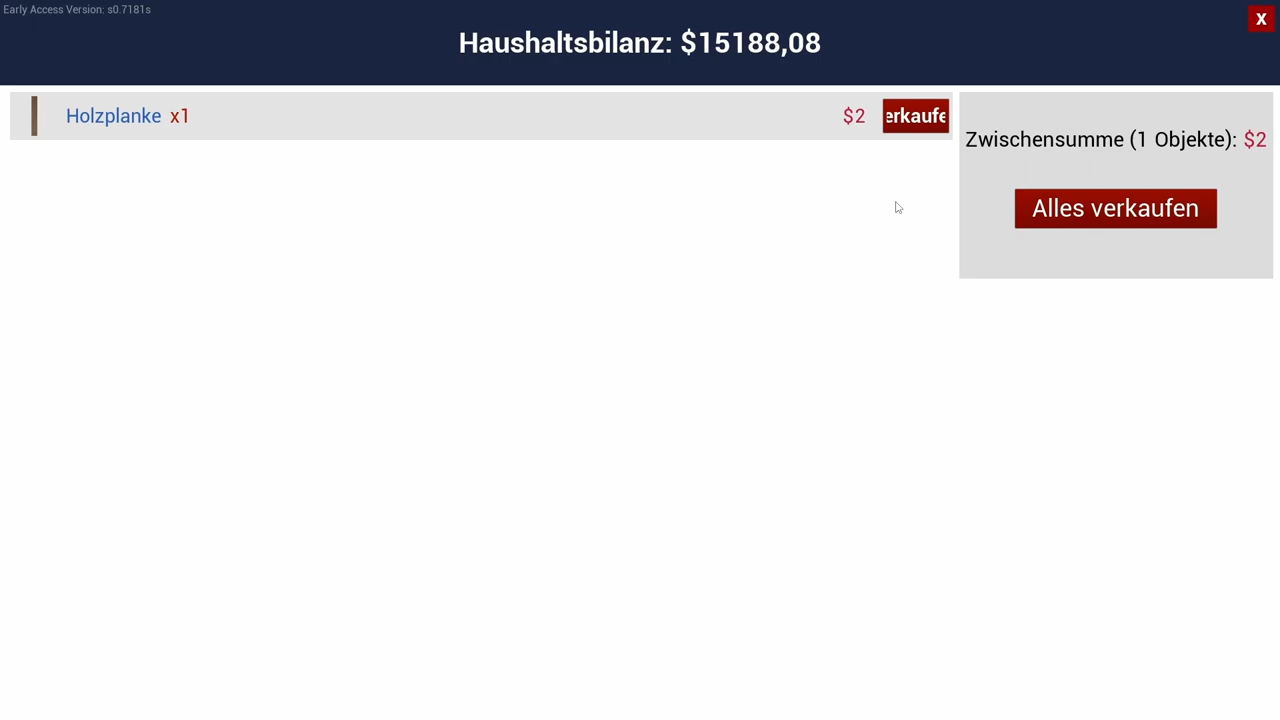 Early Access Version: s0.7181s
X
Haushaltsbilanz: $15188,08
Holzplanke x1 $2 erkaufe
Zwischensumme (1 Objekte): $2
Alles verkaufen